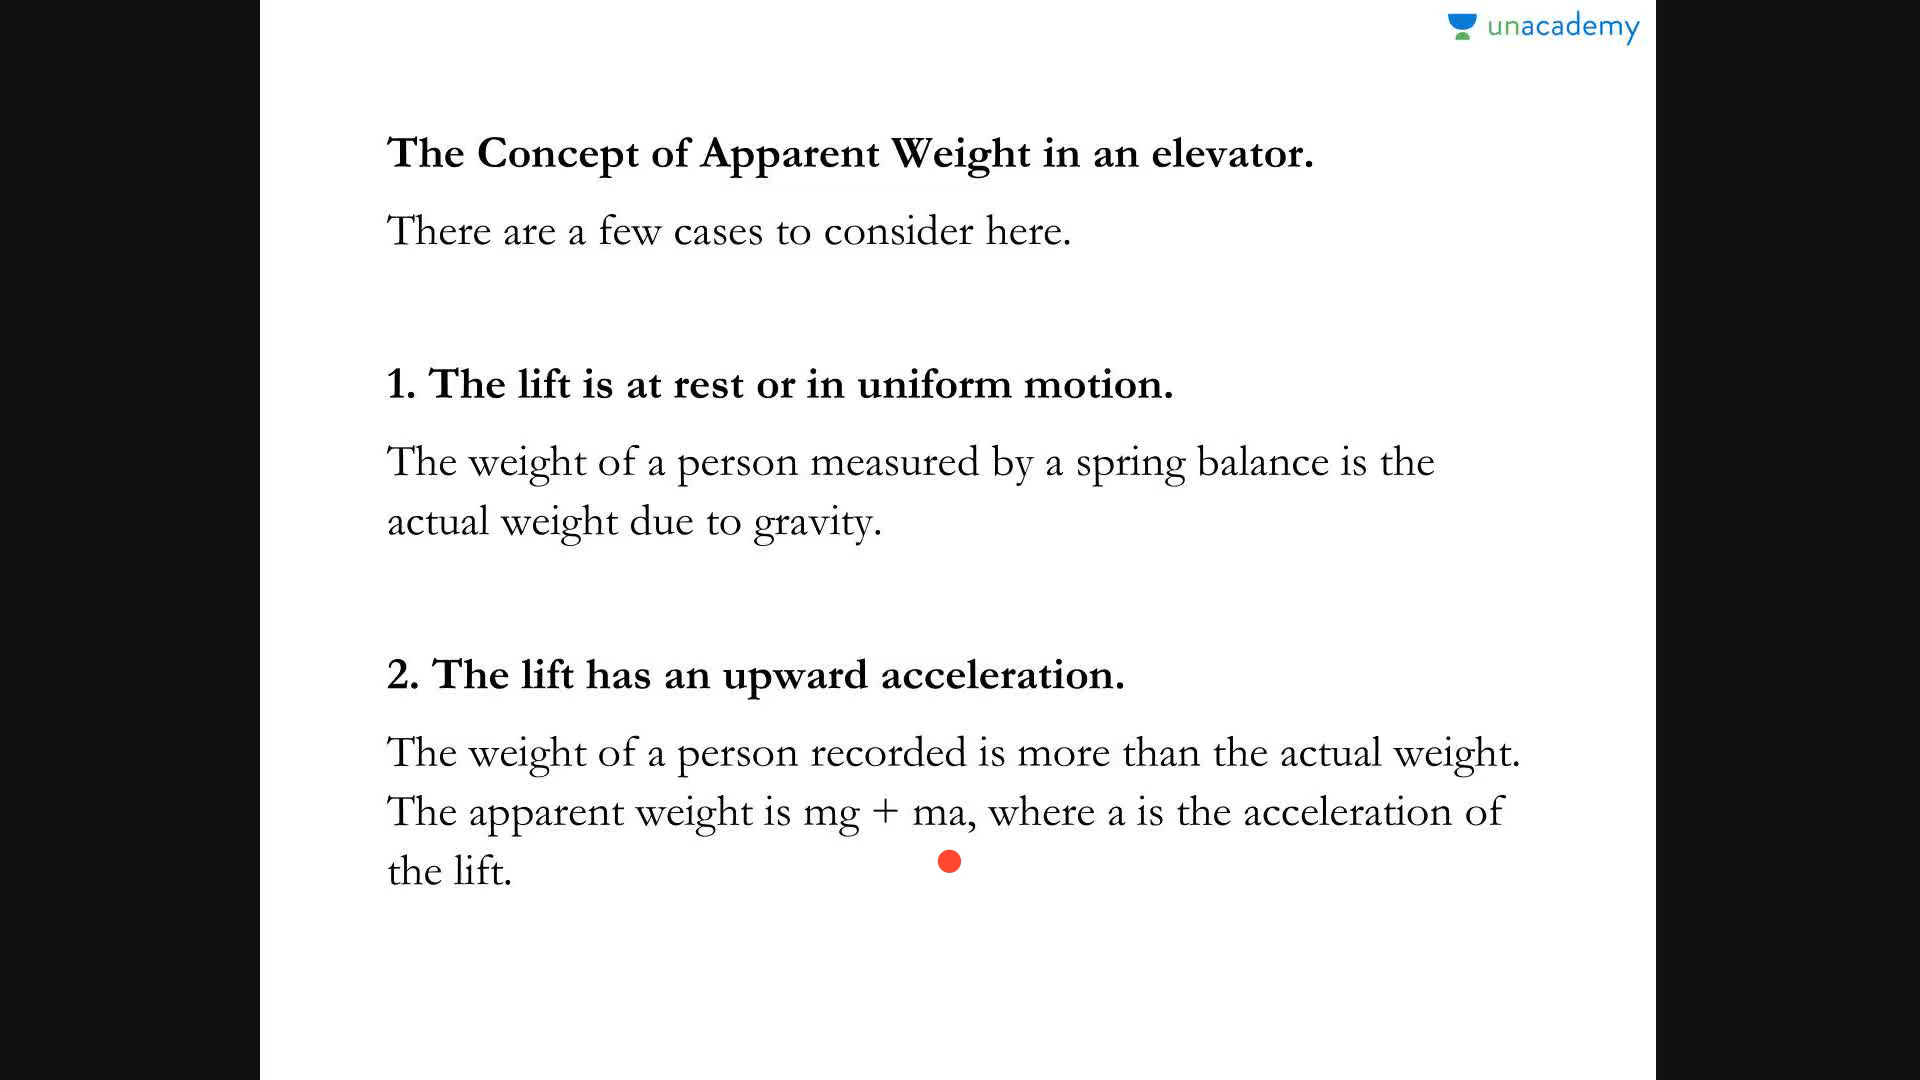 unacademy
The Concept of Apparent Weight in an elevator.
There are a few cases to consider here.
1. The lift is at rest or in uniform motion.
The weight of a person measured by a spring balance is the
actual weight due to gravity.
2. The lift has an upward acceleration.
The weight of a person recorded is more than the actual weight.
The apparent weight is mg + ma, where a is the acceleration of
the lift.